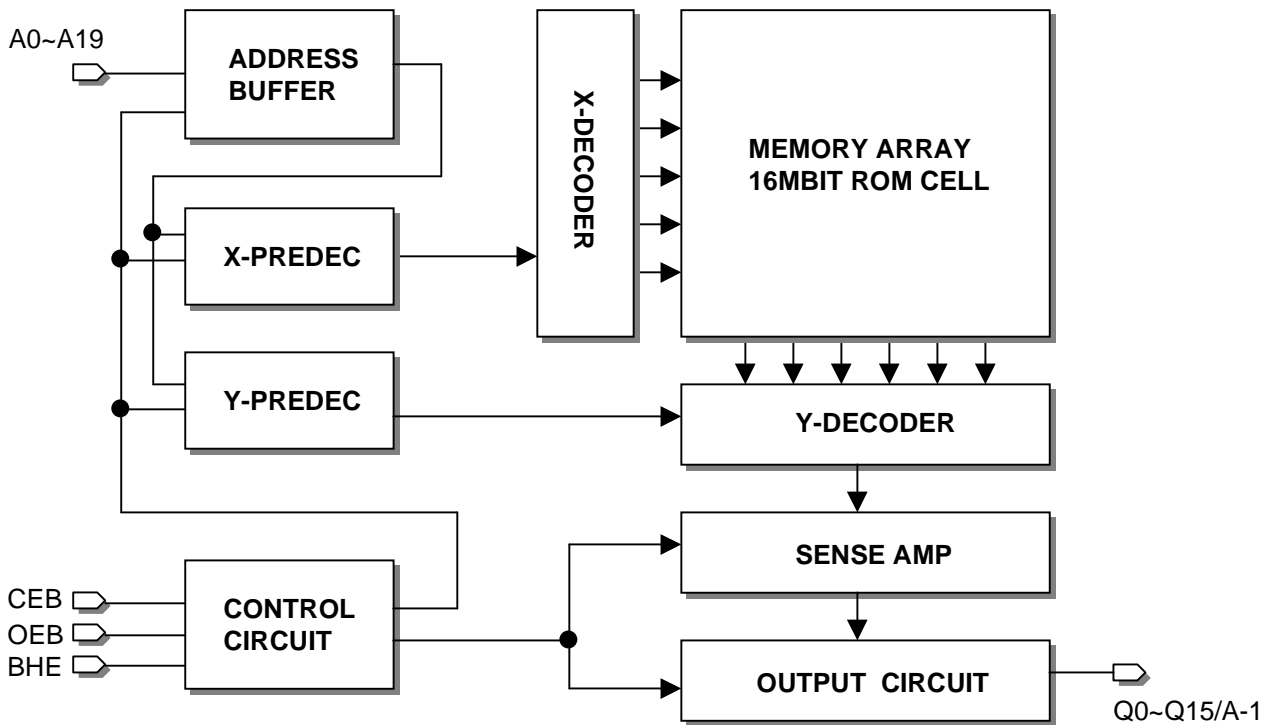 A0~A19
ADDRESS
BUFFER
X-DECODER
MEMORY ARRAY
16MBIT ROM CELL
X-PREDEC
Y-PREDEC
Y-DECODER
SENSE AMP
CEB
OEB
BHE
CONTROL
CIRCUIT
OUTPUT CIRCUIT
Q0~Q15/A-1